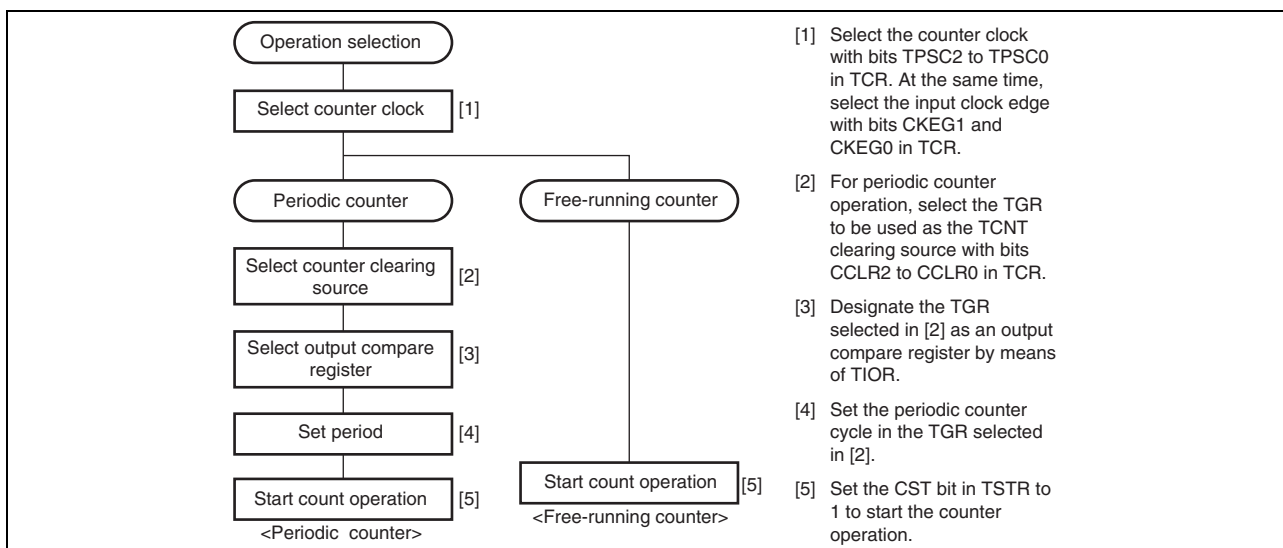 Operation selection
Select counter clock
[1]
Periodic counter
Free-running counter
Select counter clearing
source
[2]
Select output compare
register
[3]
Set period
[4]
Start count operation
[5]
<Periodic counter>
Start count operation
[5]
<Free-running counter>
[1] Select the counter clock
with bits TPSC2 to TPSC0
in TCR. At the same time,
select the input clock edge
with bits CKEG1 and
CKEG0 in TCR.
[2] For periodic counter
operation, select the TGR
to be used as the TCNT
clearing source with bits
CCLR2 to CCLR0 in TCR.
[3] Designate the TGR
selected in [2] as an output
compare register by means
of TIOR.
[4] Set the periodic counter
cycle in the TGR selected
in [2].
[5] Set the CST bit in TSTR to
1 to start the counter
operation.